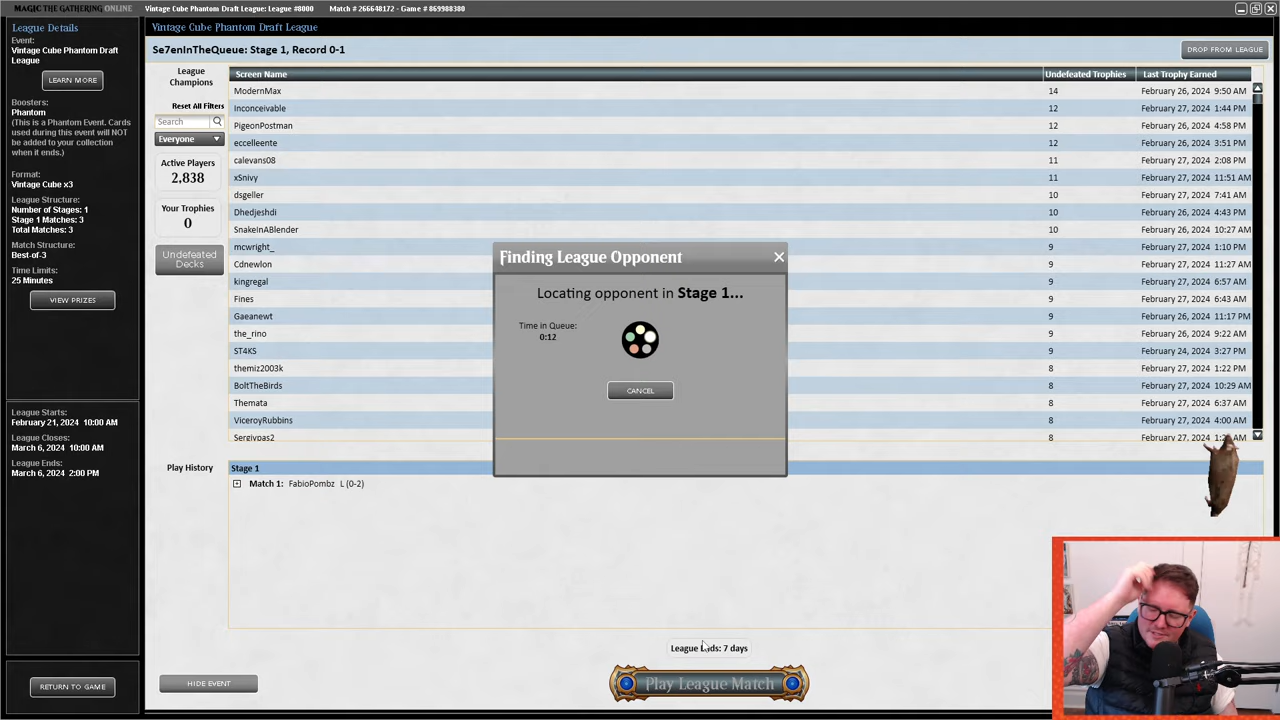 MAGIC THE GATHERING ONLINE
Vintage Cube Phantom Draft League: League #8000 Match # 266648172 - Game # 869988380
League Details
Event:
Vintage Cube Phantom Draft
League
LEARN MORE
Boosters:
Phantom
(This is a Phantom Event. Cards
used during this event will NOT
be added to your collection
when it ends.)
Format:
Vintage Cube x3
League Structure:
Number of Stages: 1
Stage 1 Matches: 3
Total Matches: 3
Match Structure:
Best-of-3
Time Limits:
25 Minutes
VIEW PRIZES
League Starts:
February 21, 2024 10:00 AM
League Closes:
March 6, 2024 10:00 AM
League Ends:
March 6, 2024 2:00 PM
RETURN TO GAME
Vintage Cube Phantom Draft League
Se7enInTheQueue: Stage 1, Record 0-1
DROP FROM LEAGUE
League
Champions
Reset All Filters
Search
Everyone
Active Players
2,838
Your Trophies
0
Undefeated
Decks
Screen Name Undefeated Trophies Last Trophy Earned
ModernMax 14 February 26, 2024 9:50 AM
Inconceivable 12 February 27, 2024 1:44 PM
PigeonPostman 12 February 26, 2024 4:58 PM
eccelleente 12 February 26, 2024 3:51 PM
calevans08 11 February 27, 2024 2:08 PM
xSnivy 11 February 27, 2024 11:51 AM
dsgeller 10 February 27, 2024 7:41 AM
Dhedjeshdi 10 February 26, 2024 4:43 PM
SnakeInABlender 10 February 26, 2024 10:27 AM
mcwright_ 9 February 27, 2024 1:10 PM
Cdnewlon 9 February 27, 2024 11:27 AM
kingregal 9 February 27, 2024 6:57 AM
Fines 9 February 27, 2024 6:43 AM
Gaeanewt 9 February 26, 2024 11:17 PM
the_rino 9 February 26, 2024 9:22 AM
ST4KS 9 February 24, 2024 3:27 PM
themiz2003k 8 February 27, 2024 1:22 PM
BoltTheBirds 8 February 27, 2024 10:29 AM
Themata 8 February 27, 2024 6:37 AM
ViceroyRubbins 8 February 27, 2024 4:00 AM
Sergiypas2 8 February 27, 2024
Finding League Opponent
Locating opponent in Stage 1...
Time in Queue:
0:12
CANCEL
Play History
Stage 1
Match 1: FabioPombz L (0-2)
League Ends: 7 days
HIDE EVENT
Play League Match